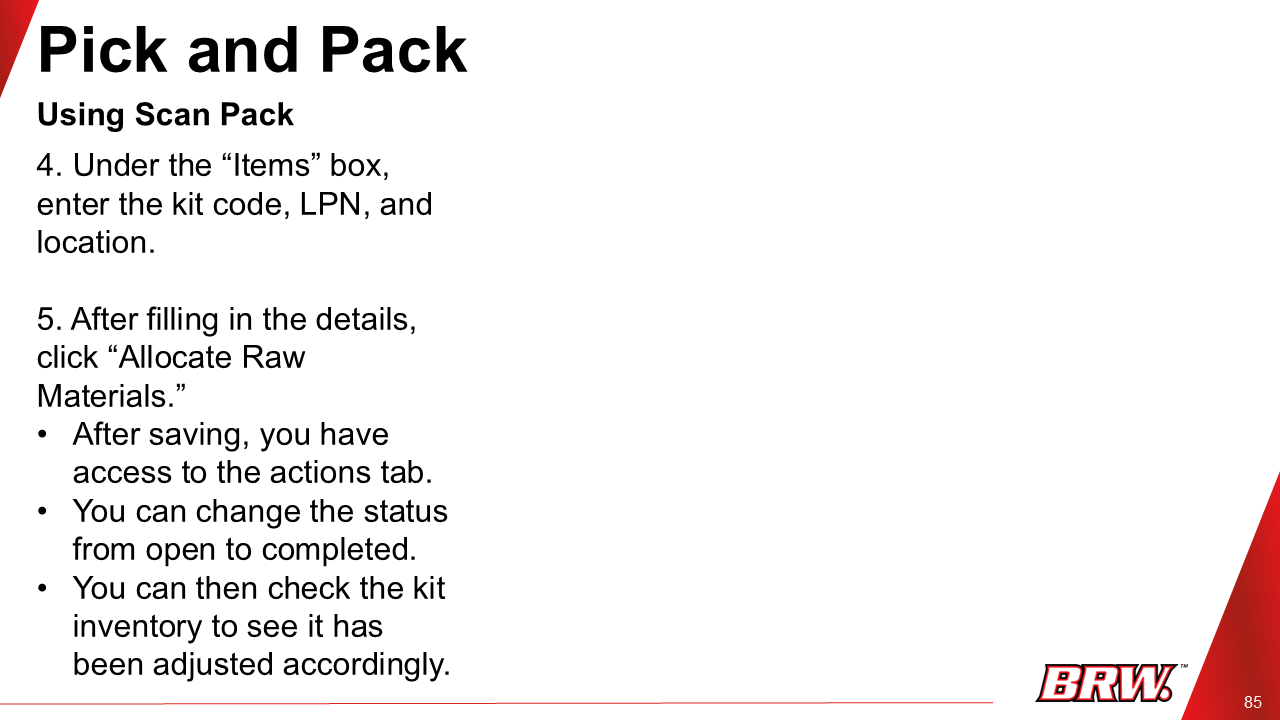 Pick and Pack
Using Scan Pack
4. Under the “Items” box,
enter the kit code, LPN, and
location.
5. After filling in the details,
click “Allocate Raw
Materials.”
• After saving, you have
access to the actions tab.
• You can change the status
from open to completed.
• You can then check the kit
inventory to see it has
been adjusted accordingly.
BRW.™
85